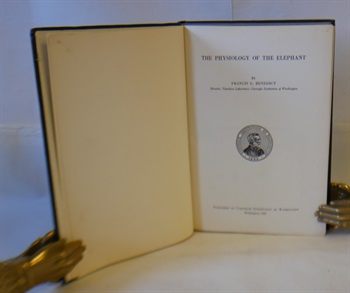 THE PHYSIOLOGY OF THE ELEPHANT
BY
FRANCIS G. BENEDICT
Director, Nutrition Laboratory, Carnegie Institution of Washington
PUBLISHED BY CARNEGIE INSTITUTION OF WASHINGTON
Washington, 1936